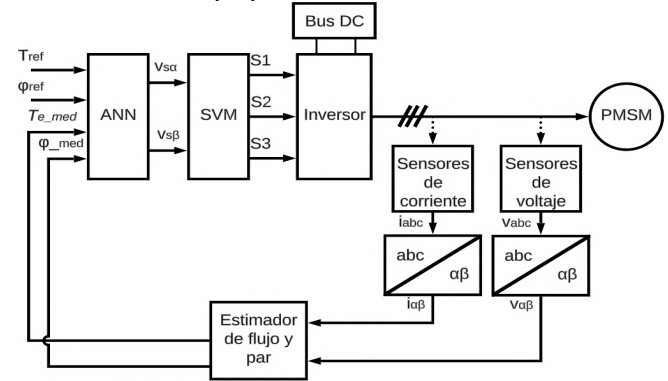 Bus DC
Tref
φref
Te_med
φ_med
ANN
vsα
vsβ
SVM
S1
S2
S3
Inversor
PMSM
Sensores
de
corriente
Sensores
de
voltaje
iabc
vabc
abc
αβ
abc
αβ
iαβ
vαβ
Estimador
de flujo y
par